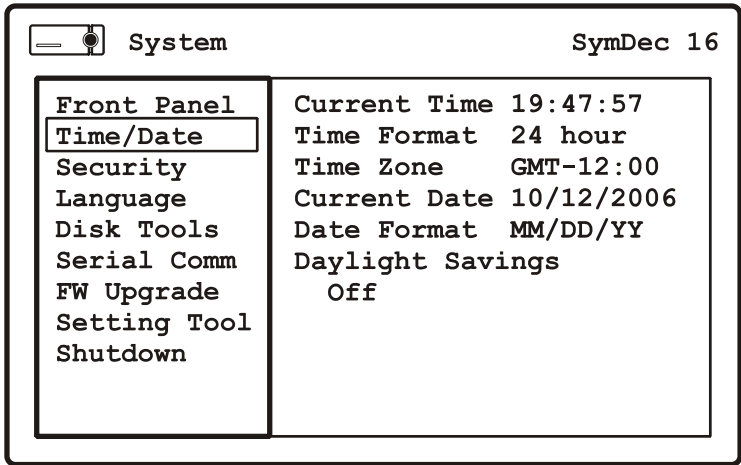 System
SymDec 16
Front Panel
Time/Date
Security
Language
Disk Tools
Serial Comm
FW Upgrade
Setting Tool
Shutdown
Current Time 19:47:57
Time Format 24 hour
Time Zone GMT-12:00
Current Date 10/12/2006
Date Format MM/DD/YY
Daylight Savings
Off